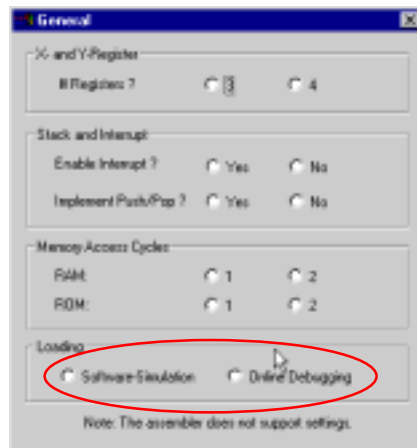 General
X- and Y-Register
# Registers ? 3 4
Stack and Interrupt
Enable Interrupt ? Yes No
Implement Push/Pop ? Yes No
Memory Access Cycles
RAM: 1 2
ROM: 1 2
Loading
Software-Simulation Online Debugging
Note: The assembler does not support settings.